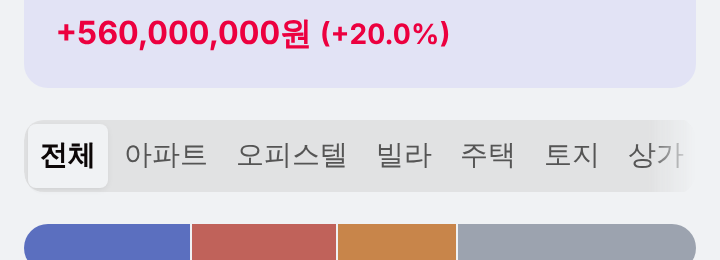 +560,000,000원 (+20.0%)
전체 아파트 오피스텔 빌라 주택 토지 상가